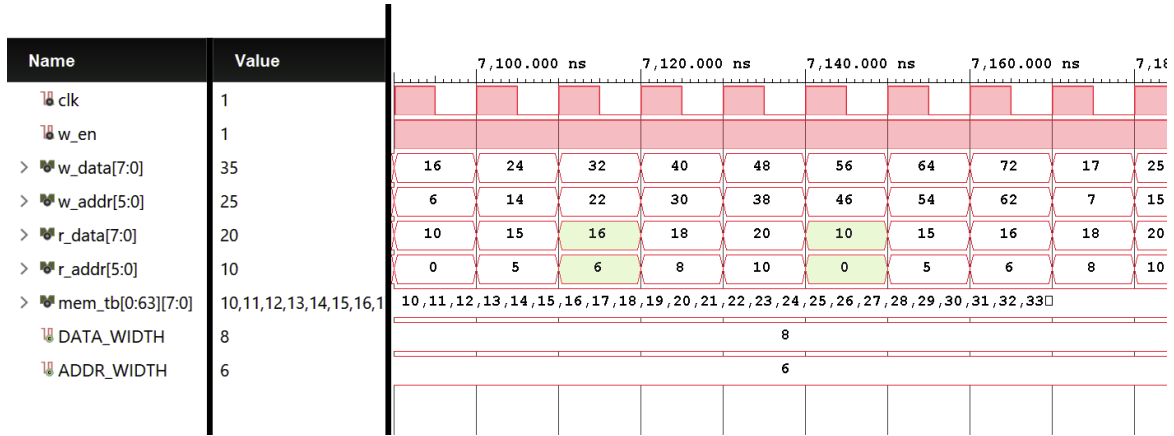 Name Value 7,100.000 ns 7,120.000 ns 7,140.000 ns 7,160.000 ns 7,18
clk 1
w_en 1
w_data[7:0] 35 16 24 32 40 48 56 64 72 17 25
w_addr[5:0] 25 6 14 22 30 38 46 54 62 7 15
r_data[7:0] 20 10 15 16 18 20 10 15 16 18 20
r_addr[5:0] 10 0 5 6 8 10 0 5 6 8 10
mem_tb[0:63][7:0] 10,11,12,13,14,15,16,1 10,11,12,13,14,15,16,17,18,19,20,21,22,23,24,25,26,27,28,29,30,31,32,33
DATA_WIDTH 8 8
ADDR_WIDTH 6 6